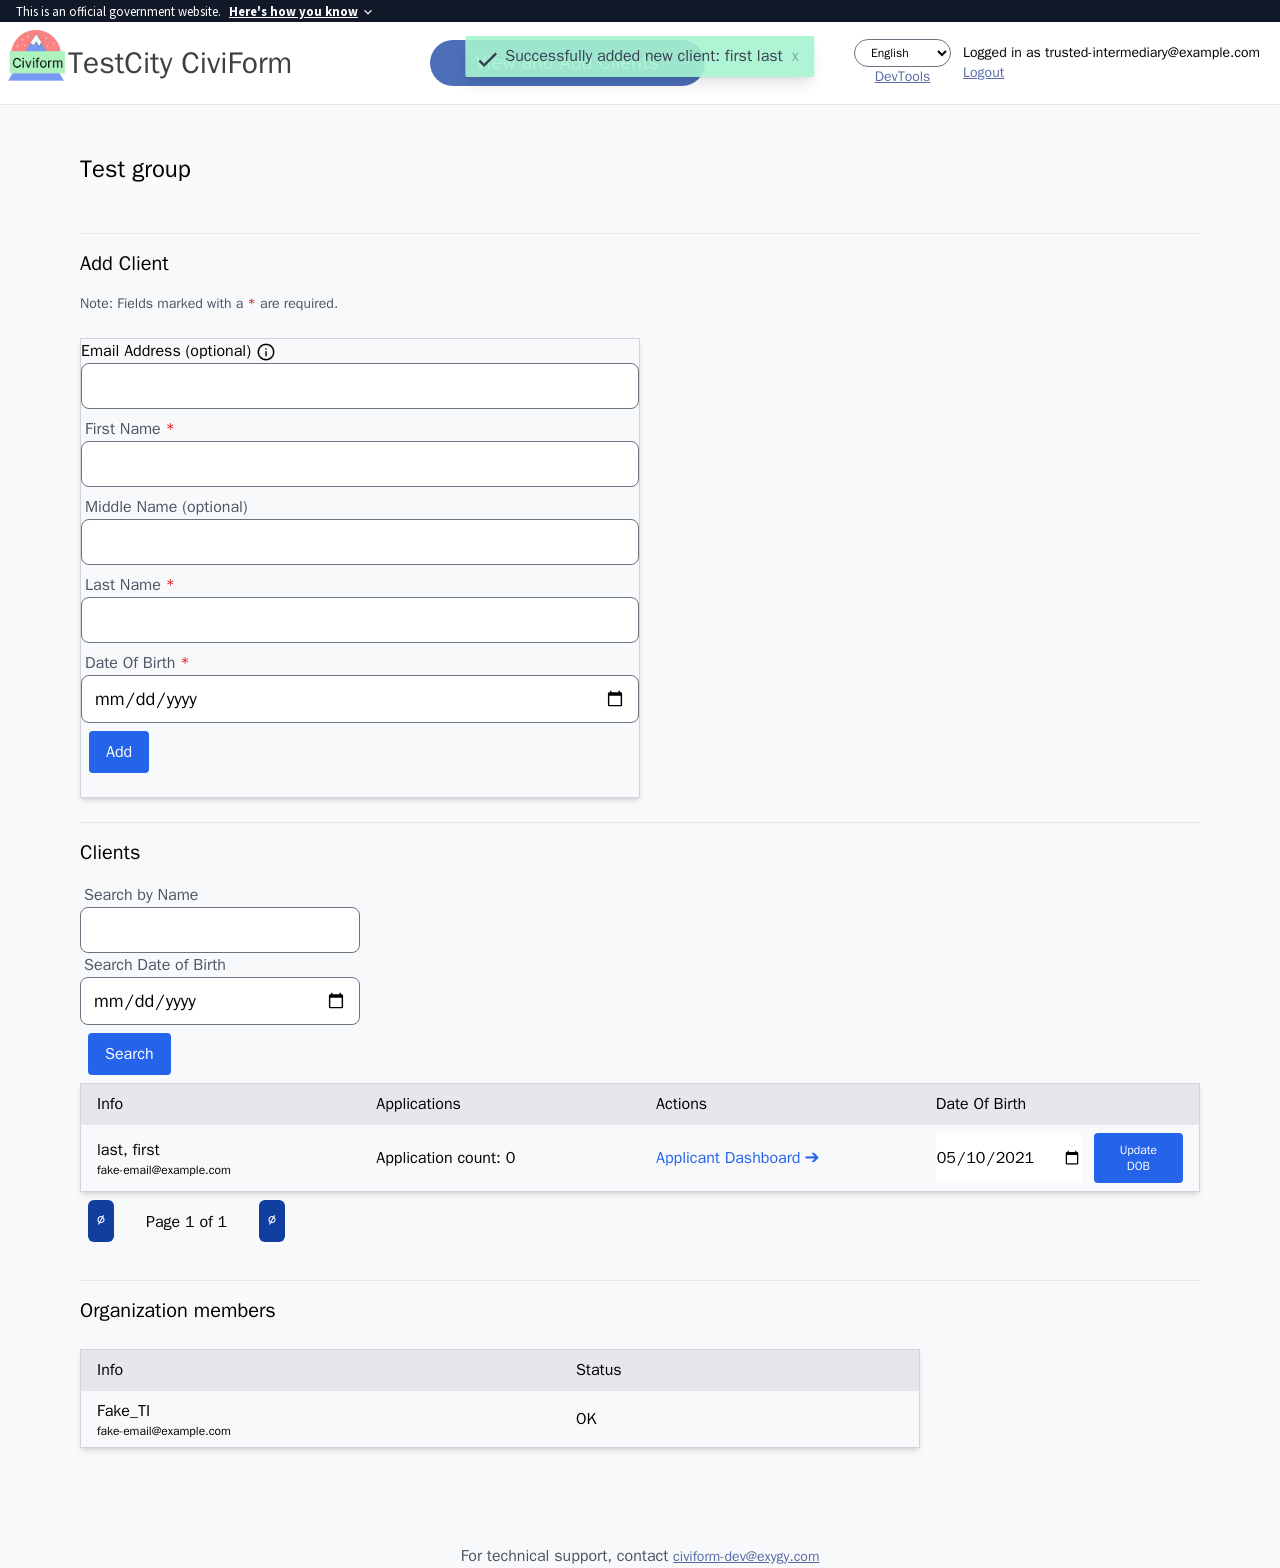 This is an official government website. Here's how you know
Civiform
TestCity CiviForm
Successfully added new client: first last x
English
DevTools
Logged in as trusted-intermediary@example.com
Logout
Test group
Add Client
Note: Fields marked with a * are required.
Email Address (optional)
First Name *
Middle Name (optional)
Last Name *
Date Of Birth *
mm/dd/yyyy
Add
Clients
Search by Name
Search Date of Birth
mm/dd/yyyy
Search
Info Applications Actions Date Of Birth
last, first
fake-email@example.com
Application count: 0
Applicant Dashboard ➔
05/10/2021
Update
DOB
∅ Page 1 of 1 ∅
Organization members
Info Status
Fake_TI
fake-email@example.com
OK
For technical support, contact civiform-dev@exygy.com